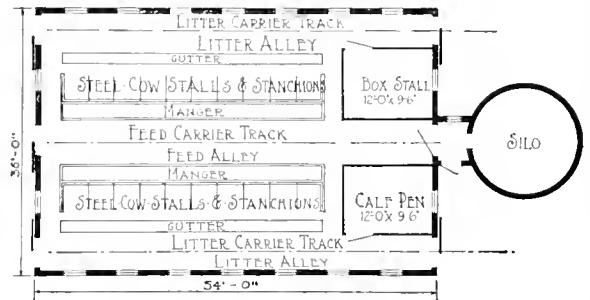 LITTER CARRIER TRACK
LITTER ALLEY
GUTTER
STEEL COW STALLS & STANCHIONS
BOX STALL
12'-0"x 9'-6"
MANGER
FEED CARRIER TRACK
SILO
36'-0"
FEED ALLEY
MANGER
STEEL-COW-STALLS-&-STANCHIONS
CALF PEN
12'-0"x 9'-6"
GUTTER
LITTER CARRIER TRACK
LITTER ALLEY
54'-0"